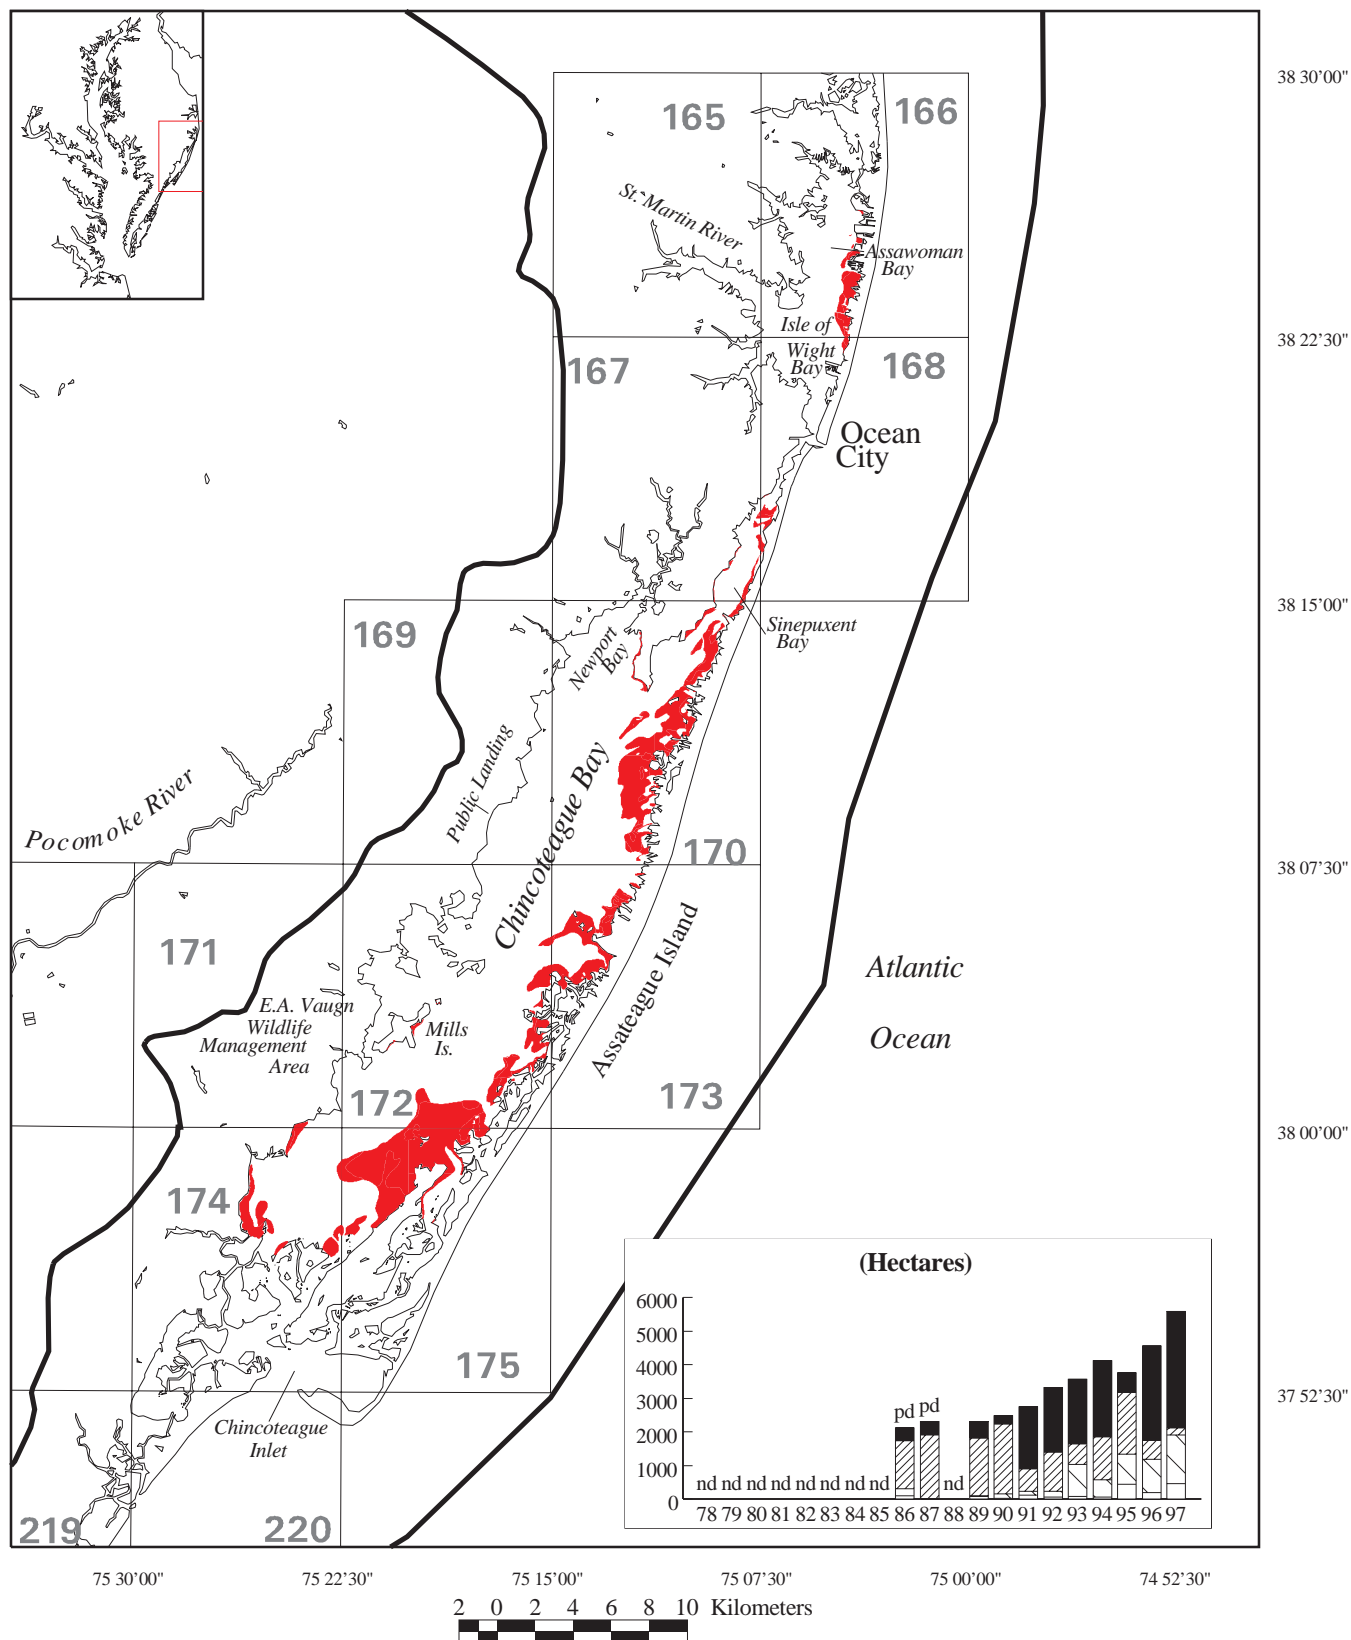 38 30'00"
165
166
St. Martin River
Assawoman
Bay
Isle of
Wight
Bay
38 22'30"
167
168
Ocean
City
38 15'00"
169
Newport
Bay
Sinepuxent
Bay
Public Landing
Chincoteague Bay
Pocomoke River
170
38 07'30"
171
Assateague Island
Atlantic
Ocean
E.A. Vaugn
Wildlife
Management
Area
Mills
Is.
172
173
38 00'00"
174
175
37 52'30"
Chincoteague
Inlet
219
220
(Hectares)
6000
5000
4000
3000
2000
1000
0
nd nd nd nd nd nd nd nd pd pd nd
78 79 80 81 82 83 84 85 86 87 88 89 90 91 92 93 94 95 96 97
75 30'00" 75 22'30" 75 15'00" 75 07'30" 75 00'00" 74 52'30"
2 0 2 4 6 8 10 Kilometers